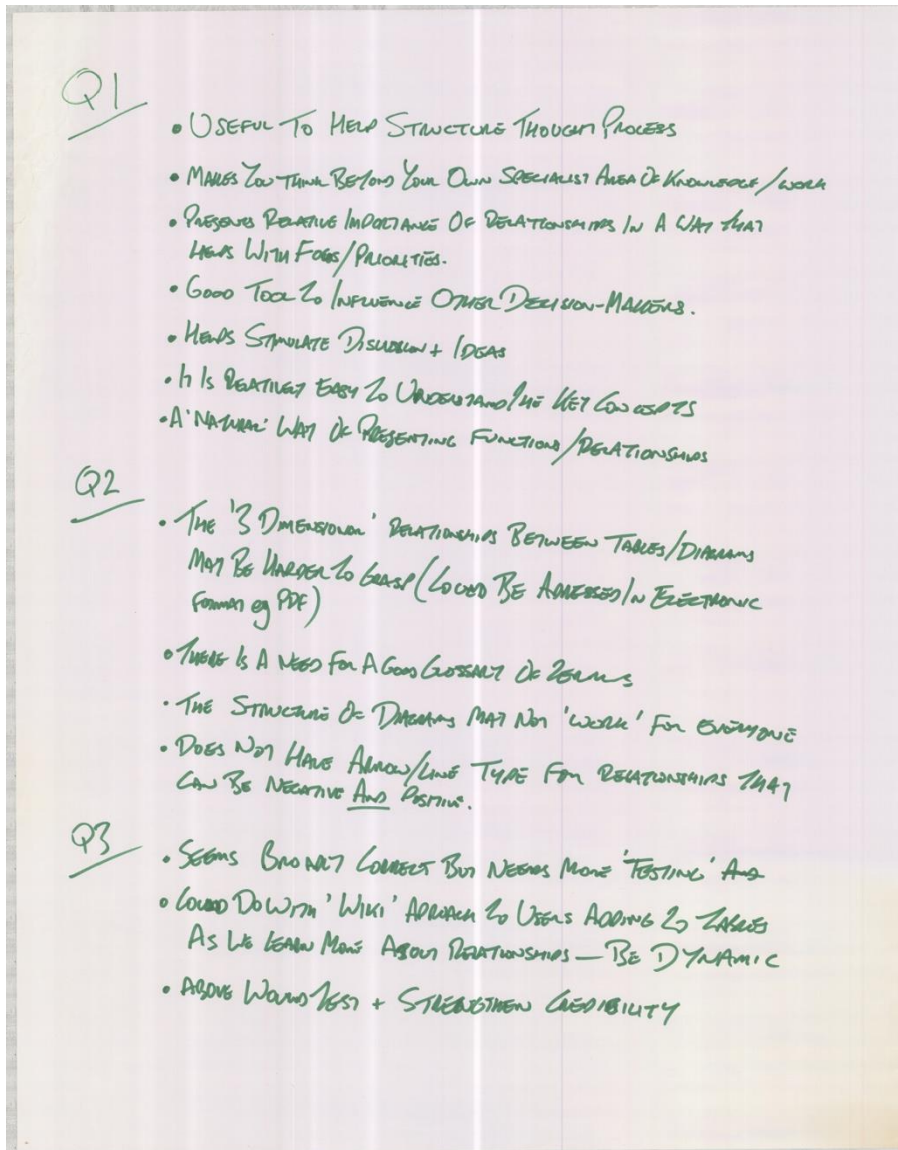 Q1
• USEFUL TO HELP STRUCTURE THOUGHT PROCESS
• MAKES YOU THINK BEYOND YOUR OWN SPECIALIST AREA OF KNOWLEDGE/WORK
• PRESENTS RELATIVE IMPORTANCE OF RELATIONSHIPS IN A WAY THAT
HELPS WITH FOCUS/PRIORITIES.
• GOOD TOOL TO INFLUENCE OTHER DECISION-MAKERS.
• HELPS STIMULATE DISCUSSION + IDEAS
• IT IS RELATIVELY EASY TO UNDERSTAND THE KEY CONCEPTS
• A 'NATURAL' WAY OF PRESENTING FUNCTIONS/RELATIONSHIPS
Q2
• THE '3 DIMENSIONAL' RELATIONSHIPS BETWEEN TABLES/DIAGRAMS
MAY BE HARDER TO GRASP (COULD BE ADRESSED IN ELECTRONIC
FORMAT eg PDF)
• THERE IS A NEED FOR A GOOD GLOSSARY OF TERMS
• THE STRUCTURE OF DIAGRAMS MAY NOT 'WORK' FOR EVERYONE
• DOES NOT HAVE ARROW/LINE TYPE FOR RELATIONSHIPS THAT
CAN BE NEGATIVE AND POSITIVE.
Q3
• SEEMS BROADLY CORRECT BUT NEEDS MORE 'TESTING' AND
• COULD DO WITH 'WIKI' APROACH TO USERS ADDING TO TABLES
AS WE LEARN MORE ABOUT RELATIONSHIPS — BE DYNAMIC
• ABOVE WOULD TEST + STRENGTHEN CREDIBILITY